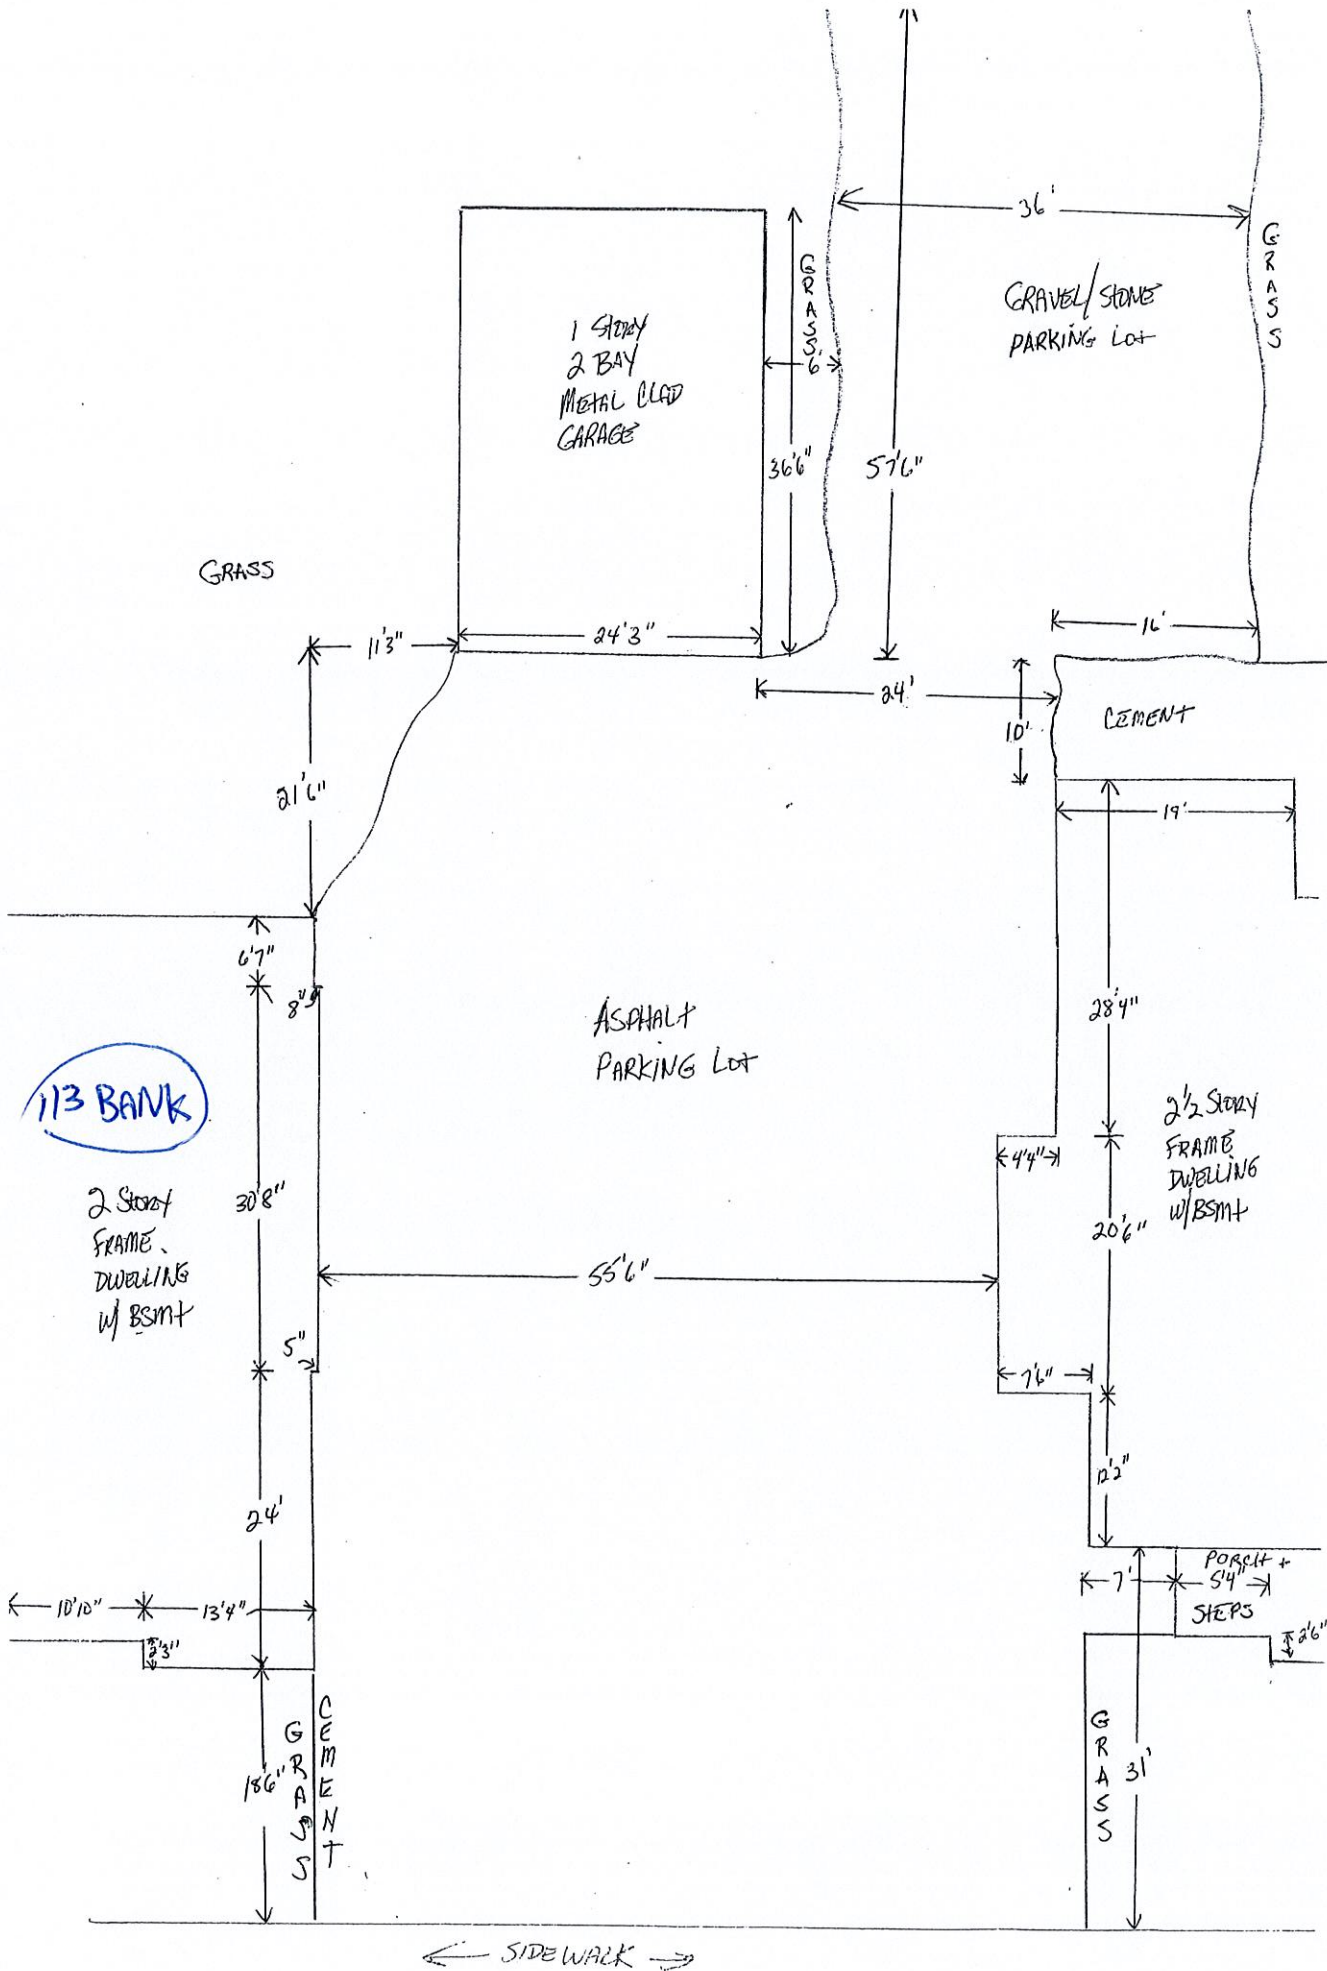 36'
GRASS
GRASS
GRAVEL/STONE
PARKING LOT
1 STORY
2 BAY
METAL CLAD
GARAGE
6'
36'6"
57'6"
GRASS
11'3"
24'3"
16'
24'
10'
CEMENT
21'6"
19'
6'7"
8"
28'4"
ASPHALT
PARKING LOT
113 BANK
2 1/2 STORY
FRAME
DWELLING
W/BSMT
4'4"
2 STORY
FRAME
DWELLING
W/ BSMT
30'8"
20'6"
55'6"
5"
7'6"
12'2"
24'
PORCH +
STEPS
10'10"
13'4"
7'
5'4"
2'3"
2'6"
18'6"
GRASS
CEMENT
GRASS
31'
SIDEWALK